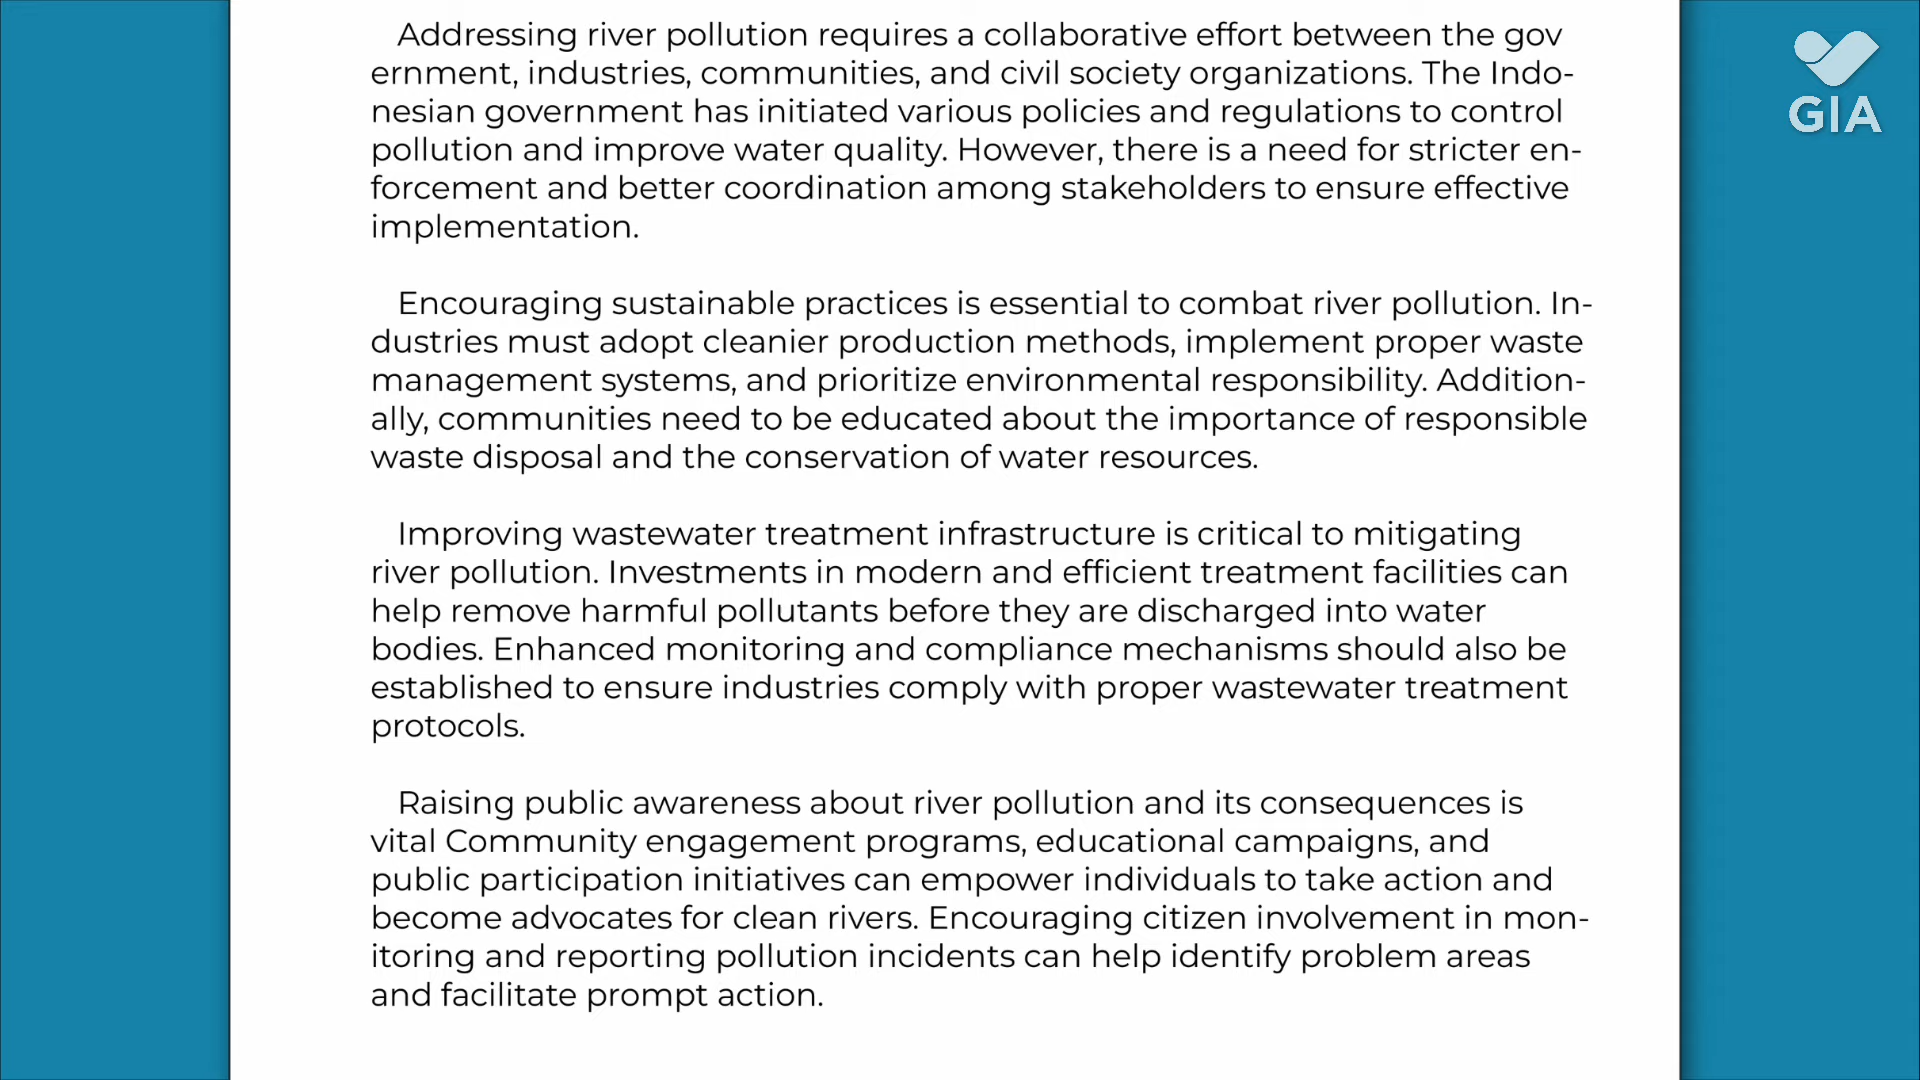 Addressing river pollution requires a collaborative effort between the gov
ernment, industries, communities, and civil society organizations. The Indo-
nesian government has initiated various policies and regulations to control
pollution and improve water quality. However, there is a need for stricter en-
forcement and better coordination among stakeholders to ensure effective
implementation.
Encouraging sustainable practices is essential to combat river pollution. In-
dustries must adopt cleanier production methods, implement proper waste
management systems, and prioritize environmental responsibility. Addition-
ally, communities need to be educated about the importance of responsible
waste disposal and the conservation of water resources.
Improving wastewater treatment infrastructure is critical to mitigating
river pollution. Investments in modern and efficient treatment facilities can
help remove harmful pollutants before they are discharged into water
bodies. Enhanced monitoring and compliance mechanisms should also be
established to ensure industries comply with proper wastewater treatment
protocols.
Raising public awareness about river pollution and its consequences is
vital Community engagement programs, educational campaigns, and
public participation initiatives can empower individuals to take action and
become advocates for clean rivers. Encouraging citizen involvement in mon-
itoring and reporting pollution incidents can help identify problem areas
and facilitate prompt action.
GIA